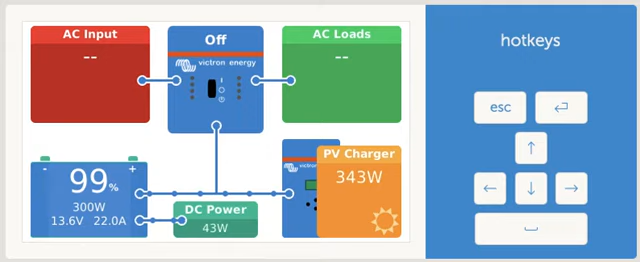 AC Input
--
Off
victron energy
AC Loads
--
hotkeys
esc
- +
99%
300W
13.6V 22.0A
DC Power
43W
victron
PV Charger
343W